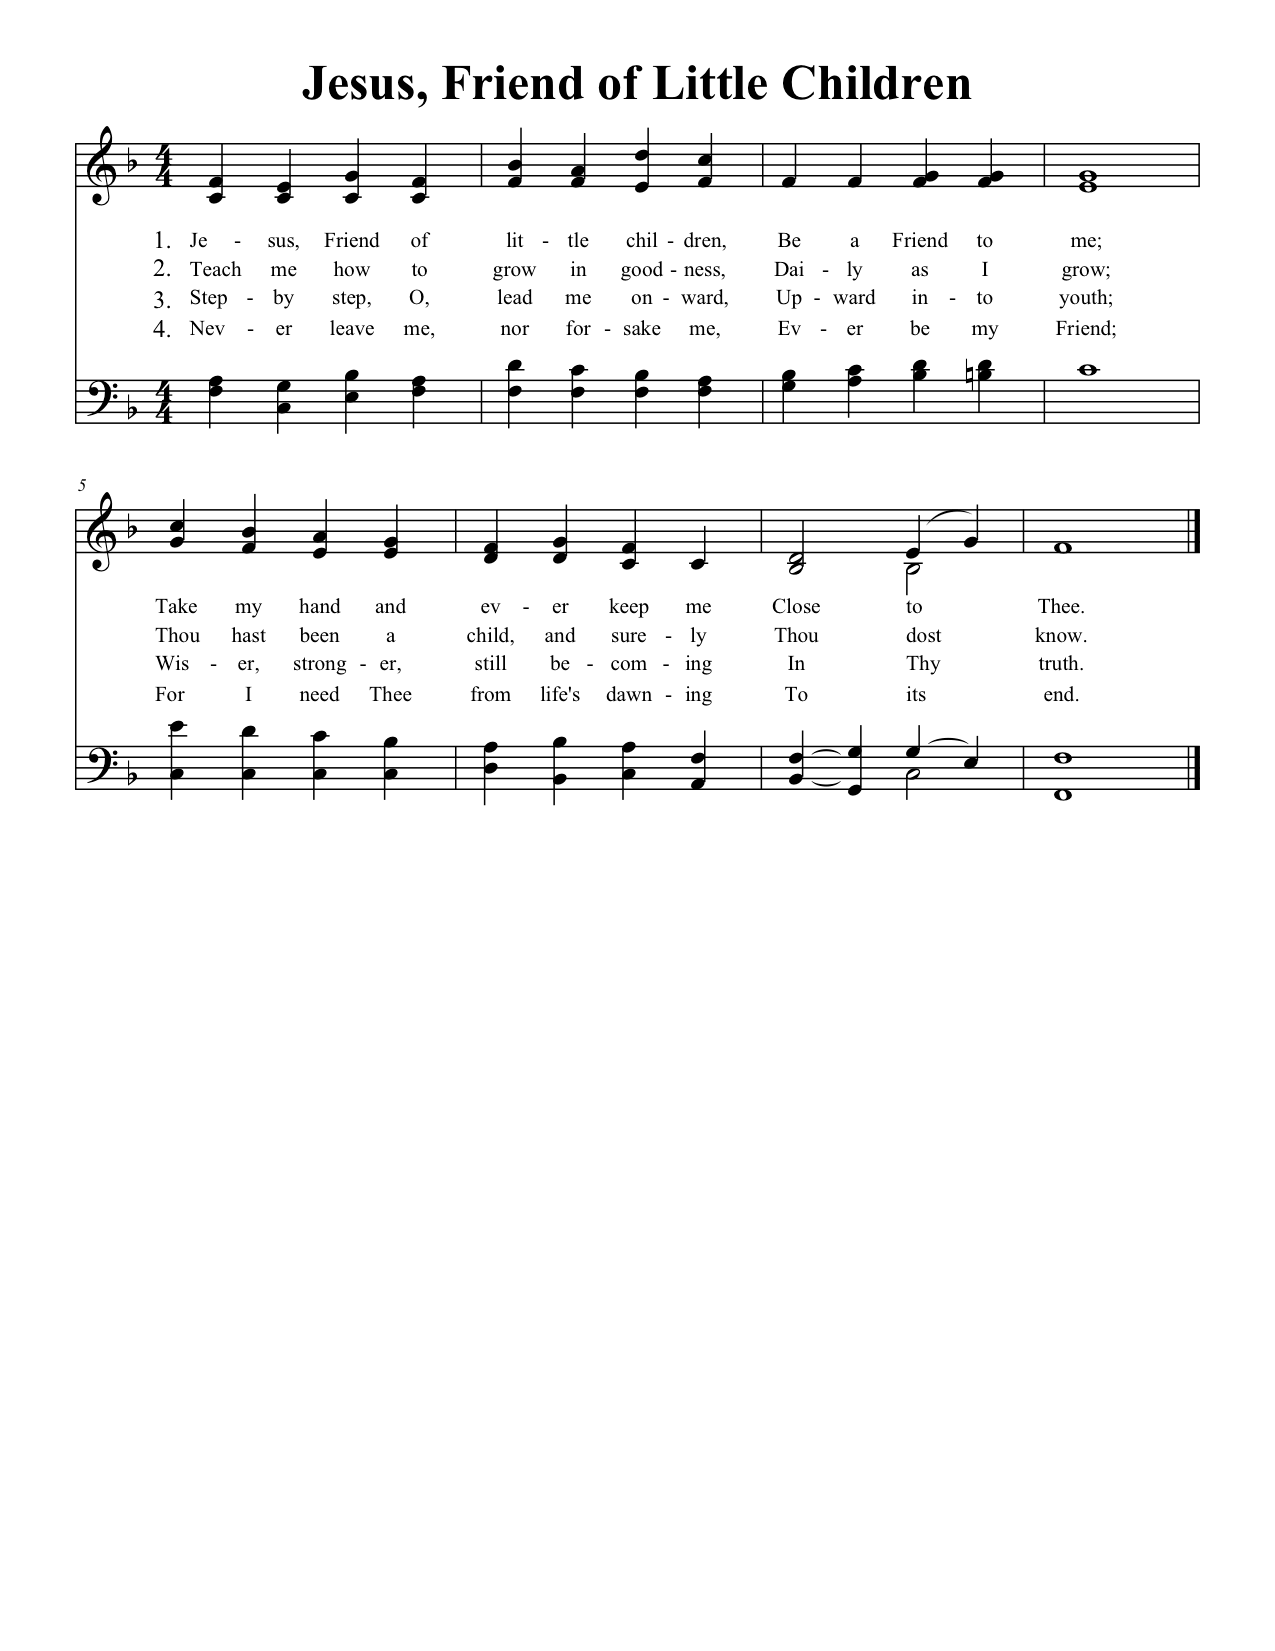 Jesus, Friend of Little Children
4 4
1. Je - sus, Friend of lit - tle chil - dren, Be a Friend to me;
2. Teach me how to grow in good - ness, Dai - ly as I grow;
3. Step - by step, O, lead me on - ward, Up - ward in - to youth;
4. Nev - er leave me, nor for - sake me, Ev - er be my Friend;
4 4
5
Take my hand and ev - er keep me Close to Thee.
Thou hast been a child, and sure - ly Thou dost know.
Wis - er, strong - er, still be - com - ing In Thy truth.
For I need Thee from life's dawn - ing To its end.